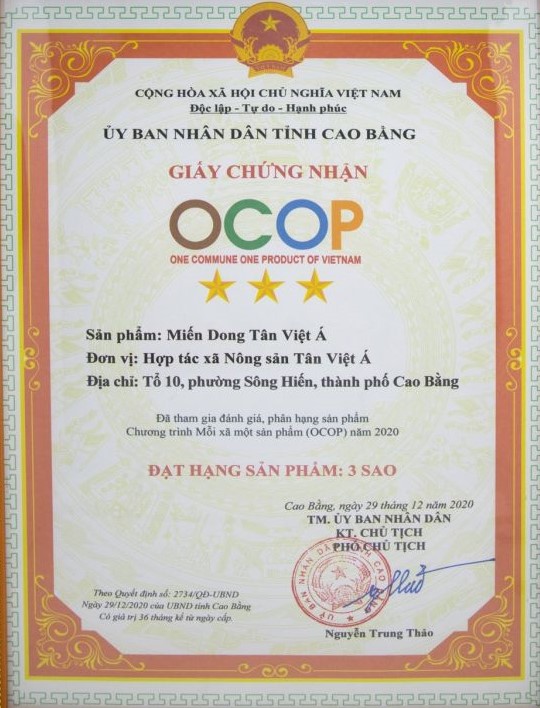 CỘNG HÒA XÃ HỘI CHỦ NGHĨA VIỆT NAM
Độc lập - Tự do - Hạnh phúc
ỦY BAN NHÂN DÂN TỈNH CAO BẰNG
GIẤY CHỨNG NHẬN
OCOP
ONE COMMUNE ONE PRODUCT OF VIETNAM
Sản phẩm: Miến Dong Tân Việt Á
Đơn vị: Hợp tác xã Nông sản Tân Việt Á
Địa chỉ: Tổ 10, phường Sông Hiến, thành phố Cao Bằng
Đã tham gia đánh giá, phân hạng sản phẩm
Chương trình Mỗi xã một sản phẩm (OCOP) năm 2020
ĐẠT HẠNG SẢN PHẨM: 3 SAO
Cao Bằng, ngày 29 tháng 12 năm 2020
TM. ỦY BAN NHÂN DÂN
KT. CHỦ TỊCH
PHÓ CHỦ TỊCH
Theo Quyết định số: 2734/QĐ-UBND
Ngày 29/12/2020 của UBND tỉnh Cao Bằng
Có giá trị 36 tháng kể từ ngày cấp.
Nguyễn Trung Thảo